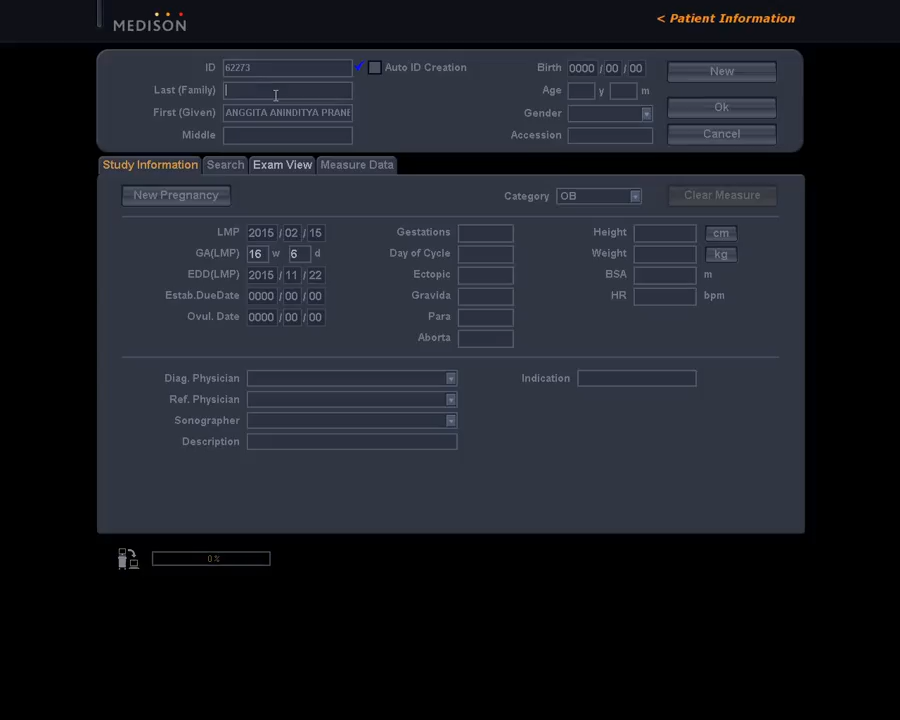 MEDISON
< Patient Information
ID 62273 Auto ID Creation Birth 0000 / 00 / 00 New
Last (Family) Age y m
First (Given) ANGGITA ANINDITYA PRANE Gender Ok
Middle Accession Cancel
Study Information Search Exam View Measure Data
New Pregnancy Category OB Clear Measure
LMP 2015 / 02 / 15 Gestations Height cm
GA(LMP) 16 w 6 d Day of Cycle Weight kg
EDD(LMP) 2015 / 11 / 22 Ectopic BSA m
Estab.DueDate 0000 / 00 / 00 Gravida HR bpm
Ovul. Date 0000 / 00 / 00 Para
Aborta
Diag. Physician Indication
Ref. Physician
Sonographer
Description
0 %